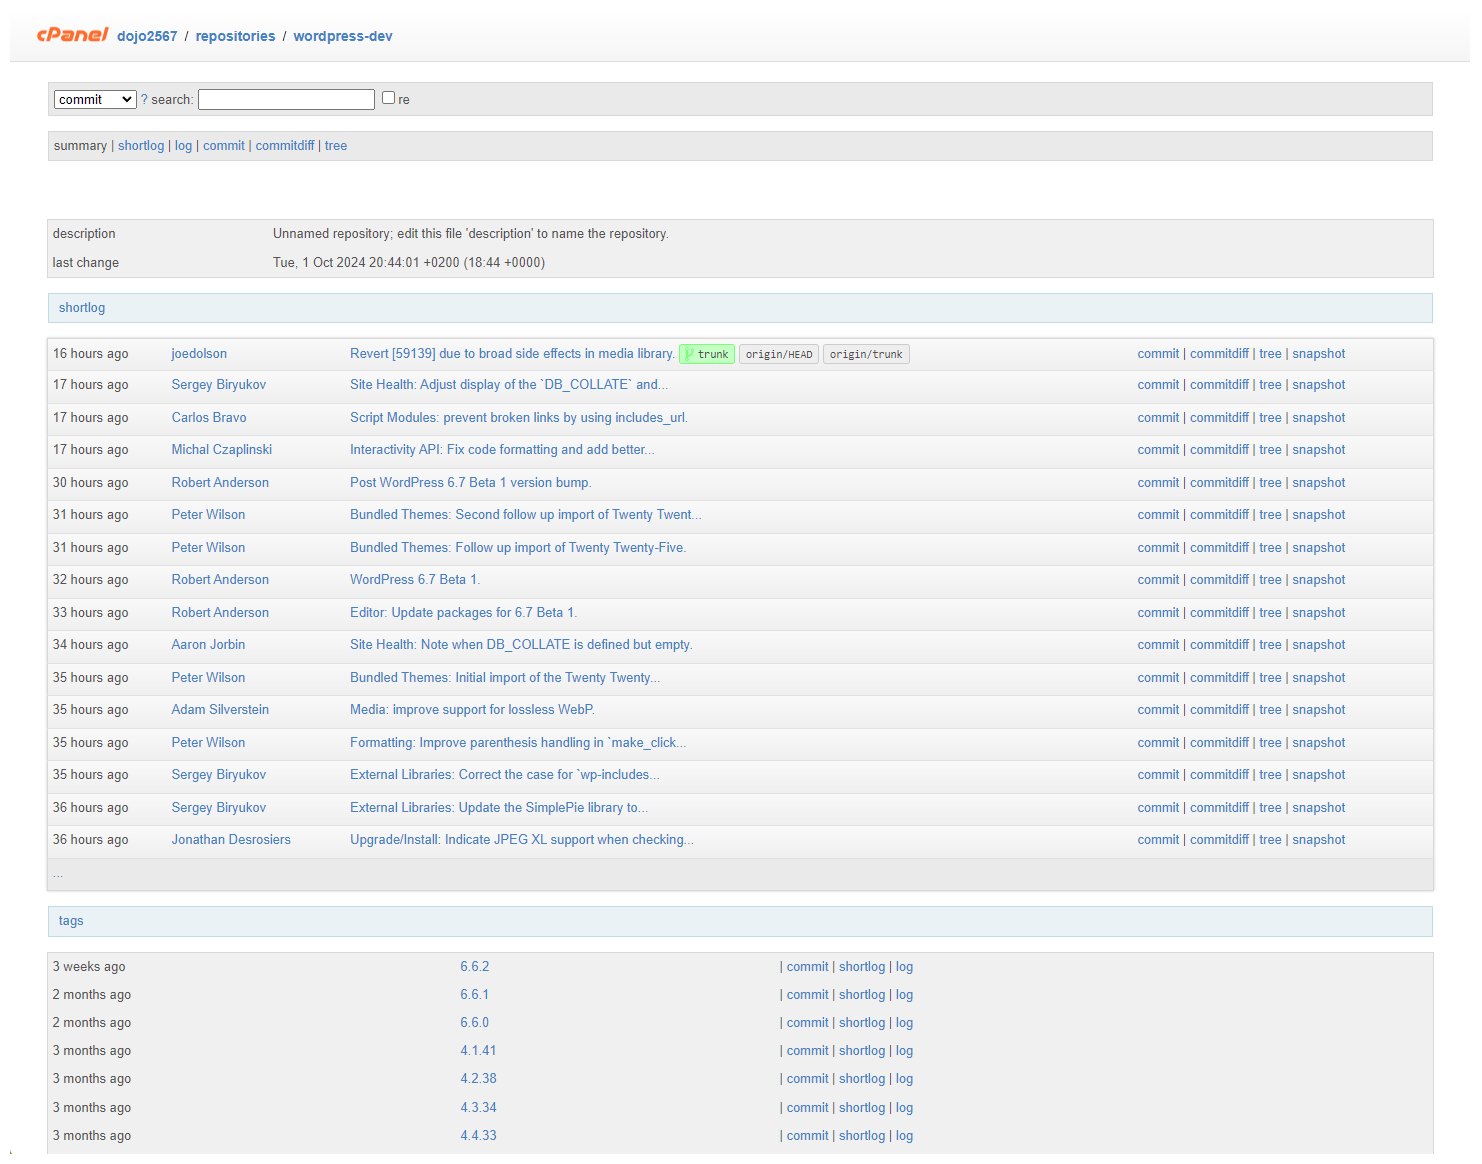 cPanel dojo2567 / repositories / wordpress-dev
commit ? search: re
summary | shortlog | log | commit | commitdiff | tree
description Unnamed repository; edit this file 'description' to name the repository.
last change Tue, 1 Oct 2024 20:44:01 +0200 (18:44 +0000)
shortlog
16 hours ago joedolson Revert [59139] due to broad side effects in media library. trunk origin/HEAD origin/trunk commit | commitdiff | tree | snapshot
17 hours ago Sergey Biryukov Site Health: Adjust display of the `DB_COLLATE` and... commit | commitdiff | tree | snapshot
17 hours ago Carlos Bravo Script Modules: prevent broken links by using includes_url. commit | commitdiff | tree | snapshot
17 hours ago Michal Czaplinski Interactivity API: Fix code formatting and add better... commit | commitdiff | tree | snapshot
30 hours ago Robert Anderson Post WordPress 6.7 Beta 1 version bump. commit | commitdiff | tree | snapshot
31 hours ago Peter Wilson Bundled Themes: Second follow up import of Twenty Twent... commit | commitdiff | tree | snapshot
31 hours ago Peter Wilson Bundled Themes: Follow up import of Twenty Twenty-Five. commit | commitdiff | tree | snapshot
32 hours ago Robert Anderson WordPress 6.7 Beta 1. commit | commitdiff | tree | snapshot
33 hours ago Robert Anderson Editor: Update packages for 6.7 Beta 1. commit | commitdiff | tree | snapshot
34 hours ago Aaron Jorbin Site Health: Note when DB_COLLATE is defined but empty. commit | commitdiff | tree | snapshot
35 hours ago Peter Wilson Bundled Themes: Initial import of the Twenty Twenty... commit | commitdiff | tree | snapshot
35 hours ago Adam Silverstein Media: improve support for lossless WebP. commit | commitdiff | tree | snapshot
35 hours ago Peter Wilson Formatting: Improve parenthesis handling in `make_click... commit | commitdiff | tree | snapshot
35 hours ago Sergey Biryukov External Libraries: Correct the case for `wp-includes... commit | commitdiff | tree | snapshot
36 hours ago Sergey Biryukov External Libraries: Update the SimplePie library to... commit | commitdiff | tree | snapshot
36 hours ago Jonathan Desrosiers Upgrade/Install: Indicate JPEG XL support when checking... commit | commitdiff | tree | snapshot
...
tags
3 weeks ago 6.6.2 | commit | shortlog | log
2 months ago 6.6.1 | commit | shortlog | log
2 months ago 6.6.0 | commit | shortlog | log
3 months ago 4.1.41 | commit | shortlog | log
3 months ago 4.2.38 | commit | shortlog | log
3 months ago 4.3.34 | commit | shortlog | log
3 months ago 4.4.33 | commit | shortlog | log